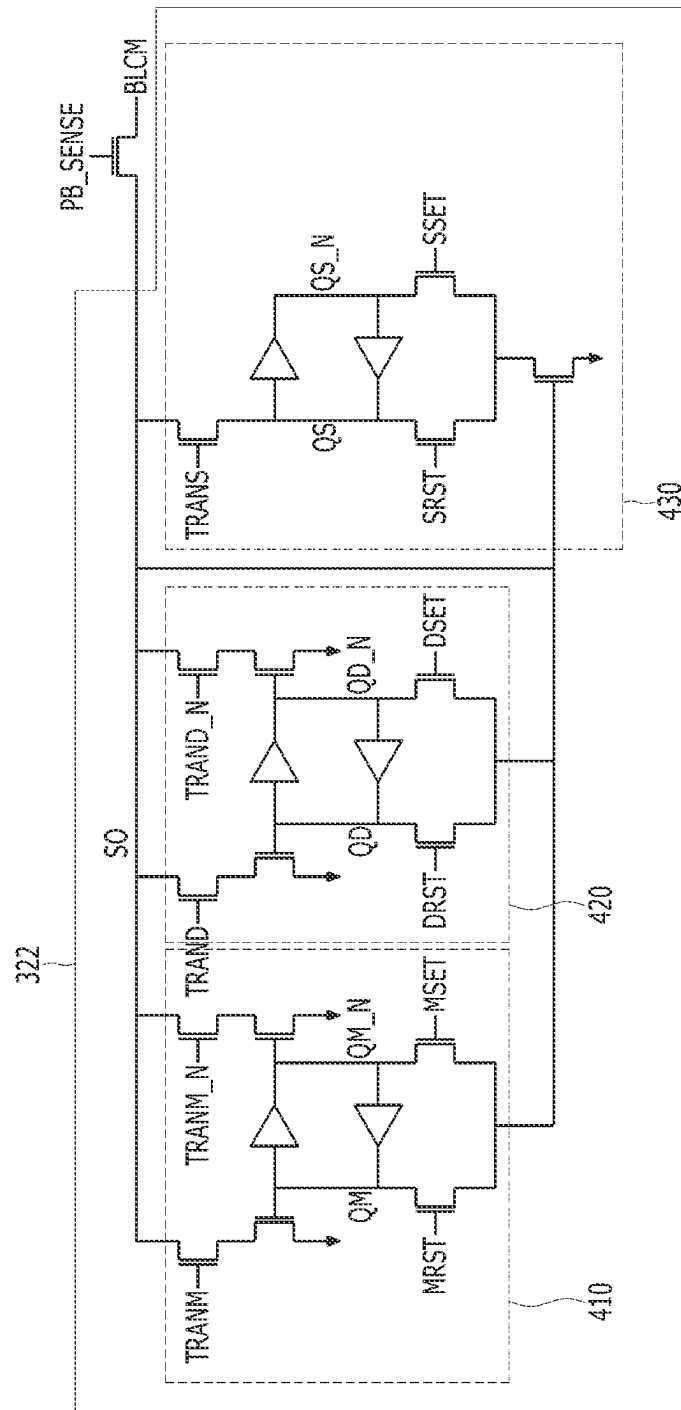 322
SO
PB_SENSE
BLCM
TRANM
TRANM_N
TRAND
TRAND_N
TRANS
QM
QM_N
QD
QD_N
QS
QS_N
MRST
MSET
DRST
DSET
SRST
SSET
410
420
430